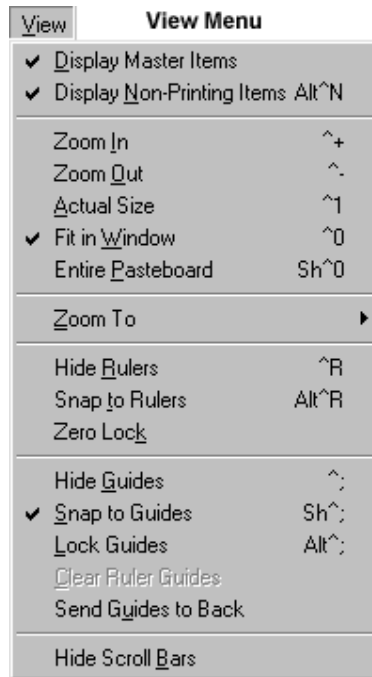 View View Menu
✔ Display Master Items
✔ Display Non-Printing Items Alt^N
Zoom In ^+
Zoom Out ^-
Actual Size ^1
✔ Fit in Window ^0
Entire Pasteboard Sh^0
Zoom To
Hide Rulers ^R
Snap to Rulers Alt^R
Zero Lock
Hide Guides ^;
✔ Snap to Guides Sh^;
Lock Guides Alt^;
Clear Ruler Guides
Send Guides to Back
Hide Scroll Bars